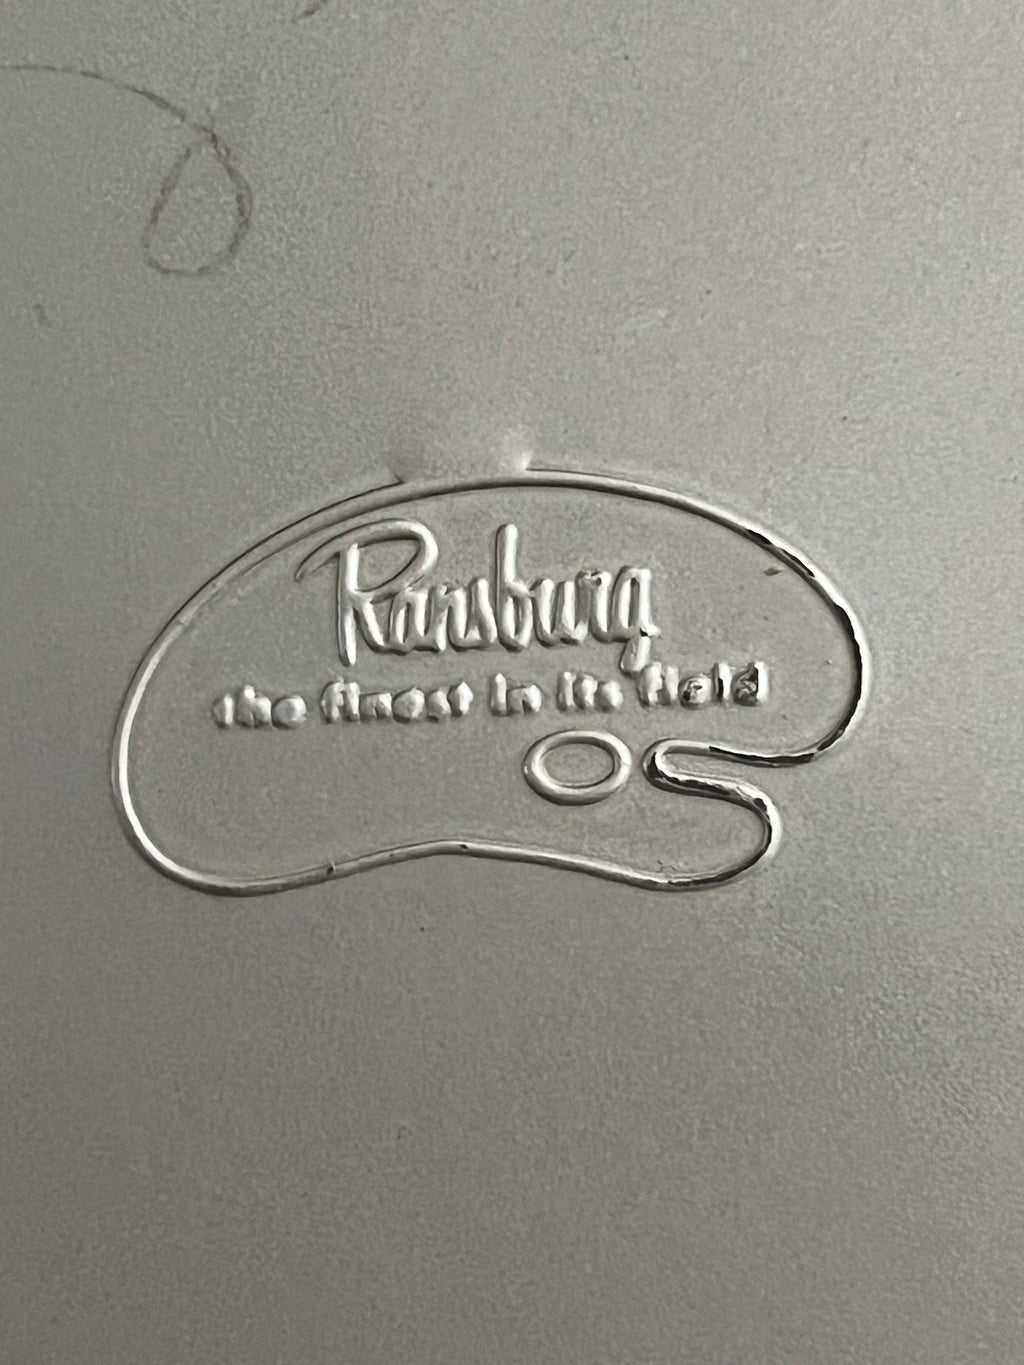 Ransburg
the finest in its field